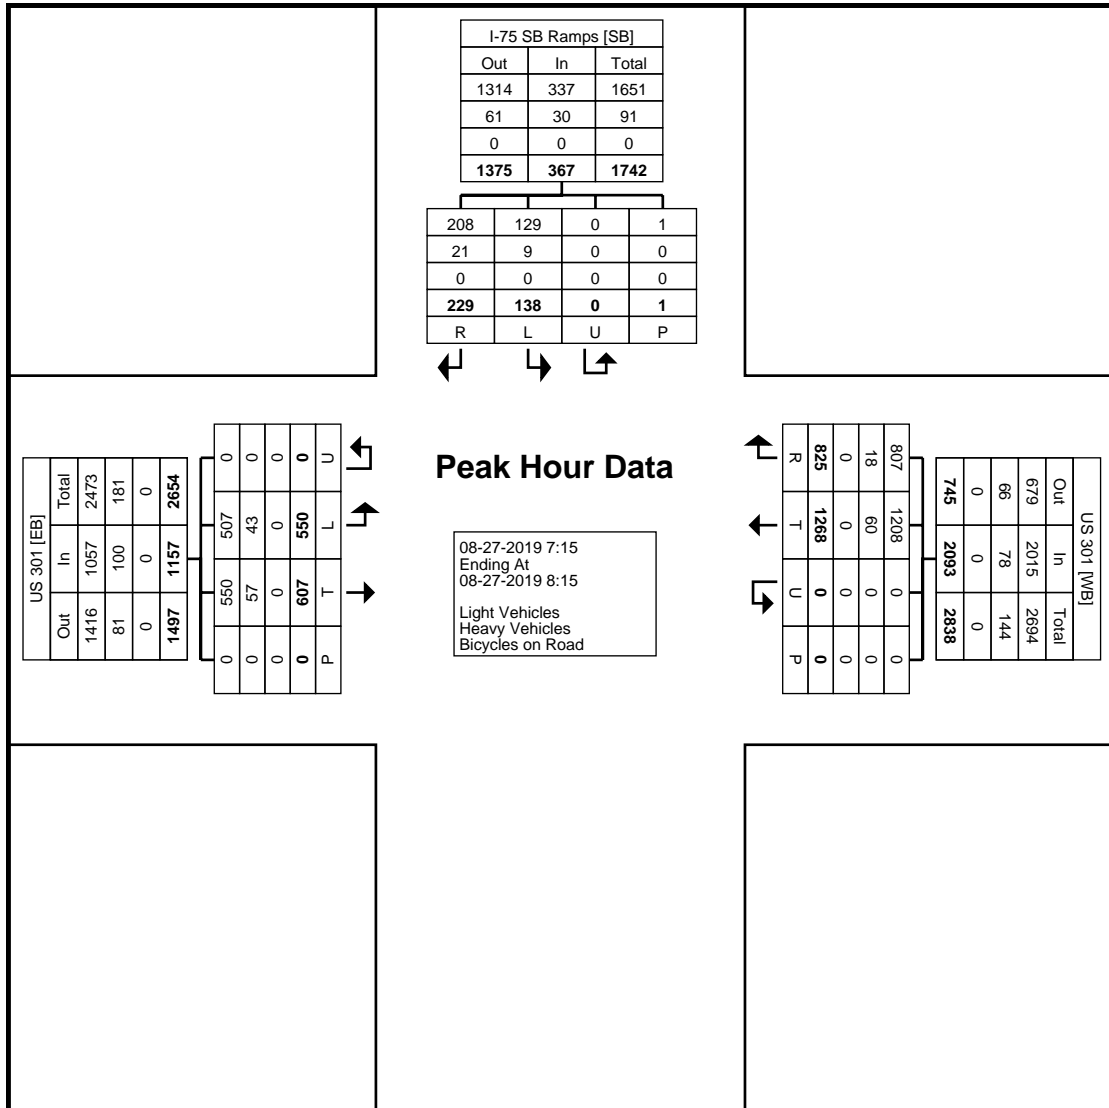 I-75 SB Ramps [SB]
Out In Total
1314 337 1651
61 30 91
0 0 0
1375 367 1742
208 129 0 1
21 9 0 0
0 0 0 0
229 138 0 1
R L U P
US 301 [EB]
Total In Out
2473 1057 1416
181 100 81
0 0 0
2654 1157 1497
0 507 550 0
0 43 57 0
0 0 0 0
0 550 607 0
U L T P
Peak Hour Data
08-27-2019 7:15
Ending At
08-27-2019 8:15
Light Vehicles
Heavy Vehicles
Bicycles on Road
US 301 [WB]
Out In Total
679 2015 2694
66 78 144
0 0 0
745 2093 2838
807 1208 0 0
18 60 0 0
0 0 0 0
825 1268 0 0
R T U P